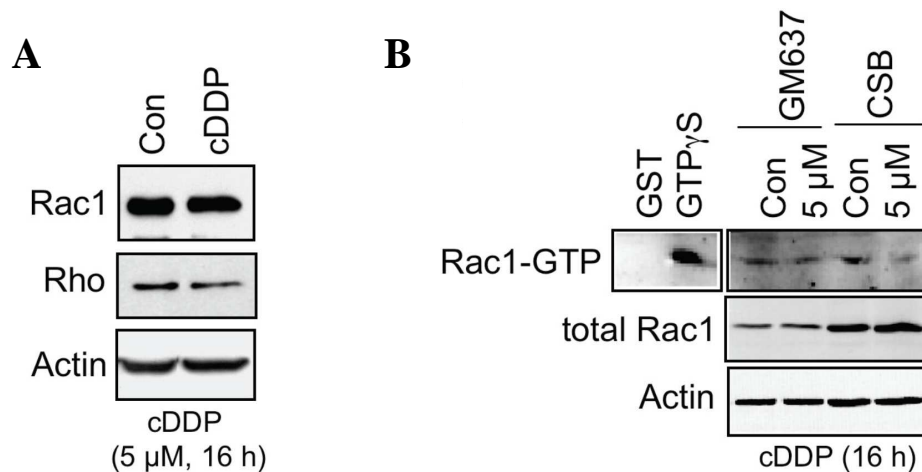 A
Con
cDDP
Rac1
Rho
Actin
cDDP
(5 µM, 16 h)
B
GM637
CSB
GST
GTPγS
Con
5 µM
Con
5 µM
Rac1-GTP
total Rac1
Actin
cDDP (16 h)